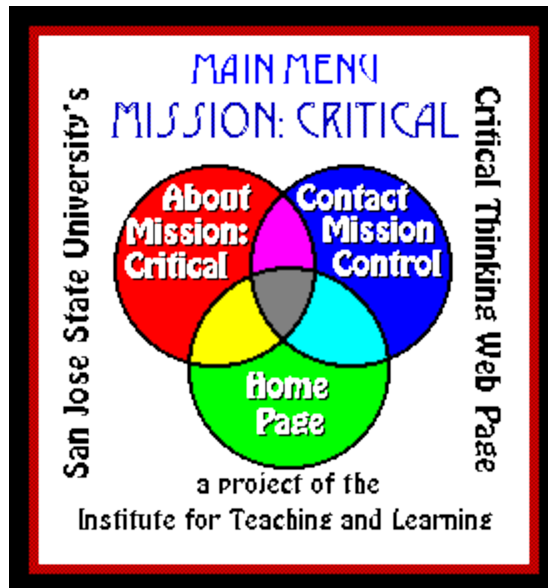 MAIN MENU
MISSION: CRITICAL
San Jose State University's
Critical Thinking Web Page
About
Mission:
Critical
Contact
Mission
Control
Home
Page
a project of the
Institute for Teaching and Learning